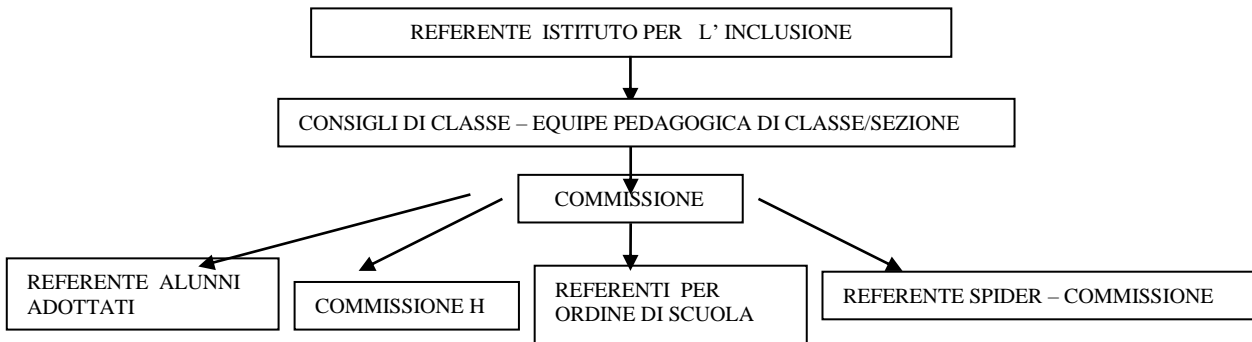 REFERENTE ISTITUTO PER L’ INCLUSIONE
CONSIGLI DI CLASSE – EQUIPE PEDAGOGICA DI CLASSE/SEZIONE
COMMISSIONE
REFERENTE ALUNNI
ADOTTATI
COMMISSIONE H
REFERENTI PER
ORDINE DI SCUOLA
REFERENTE SPIDER – COMMISSIONE